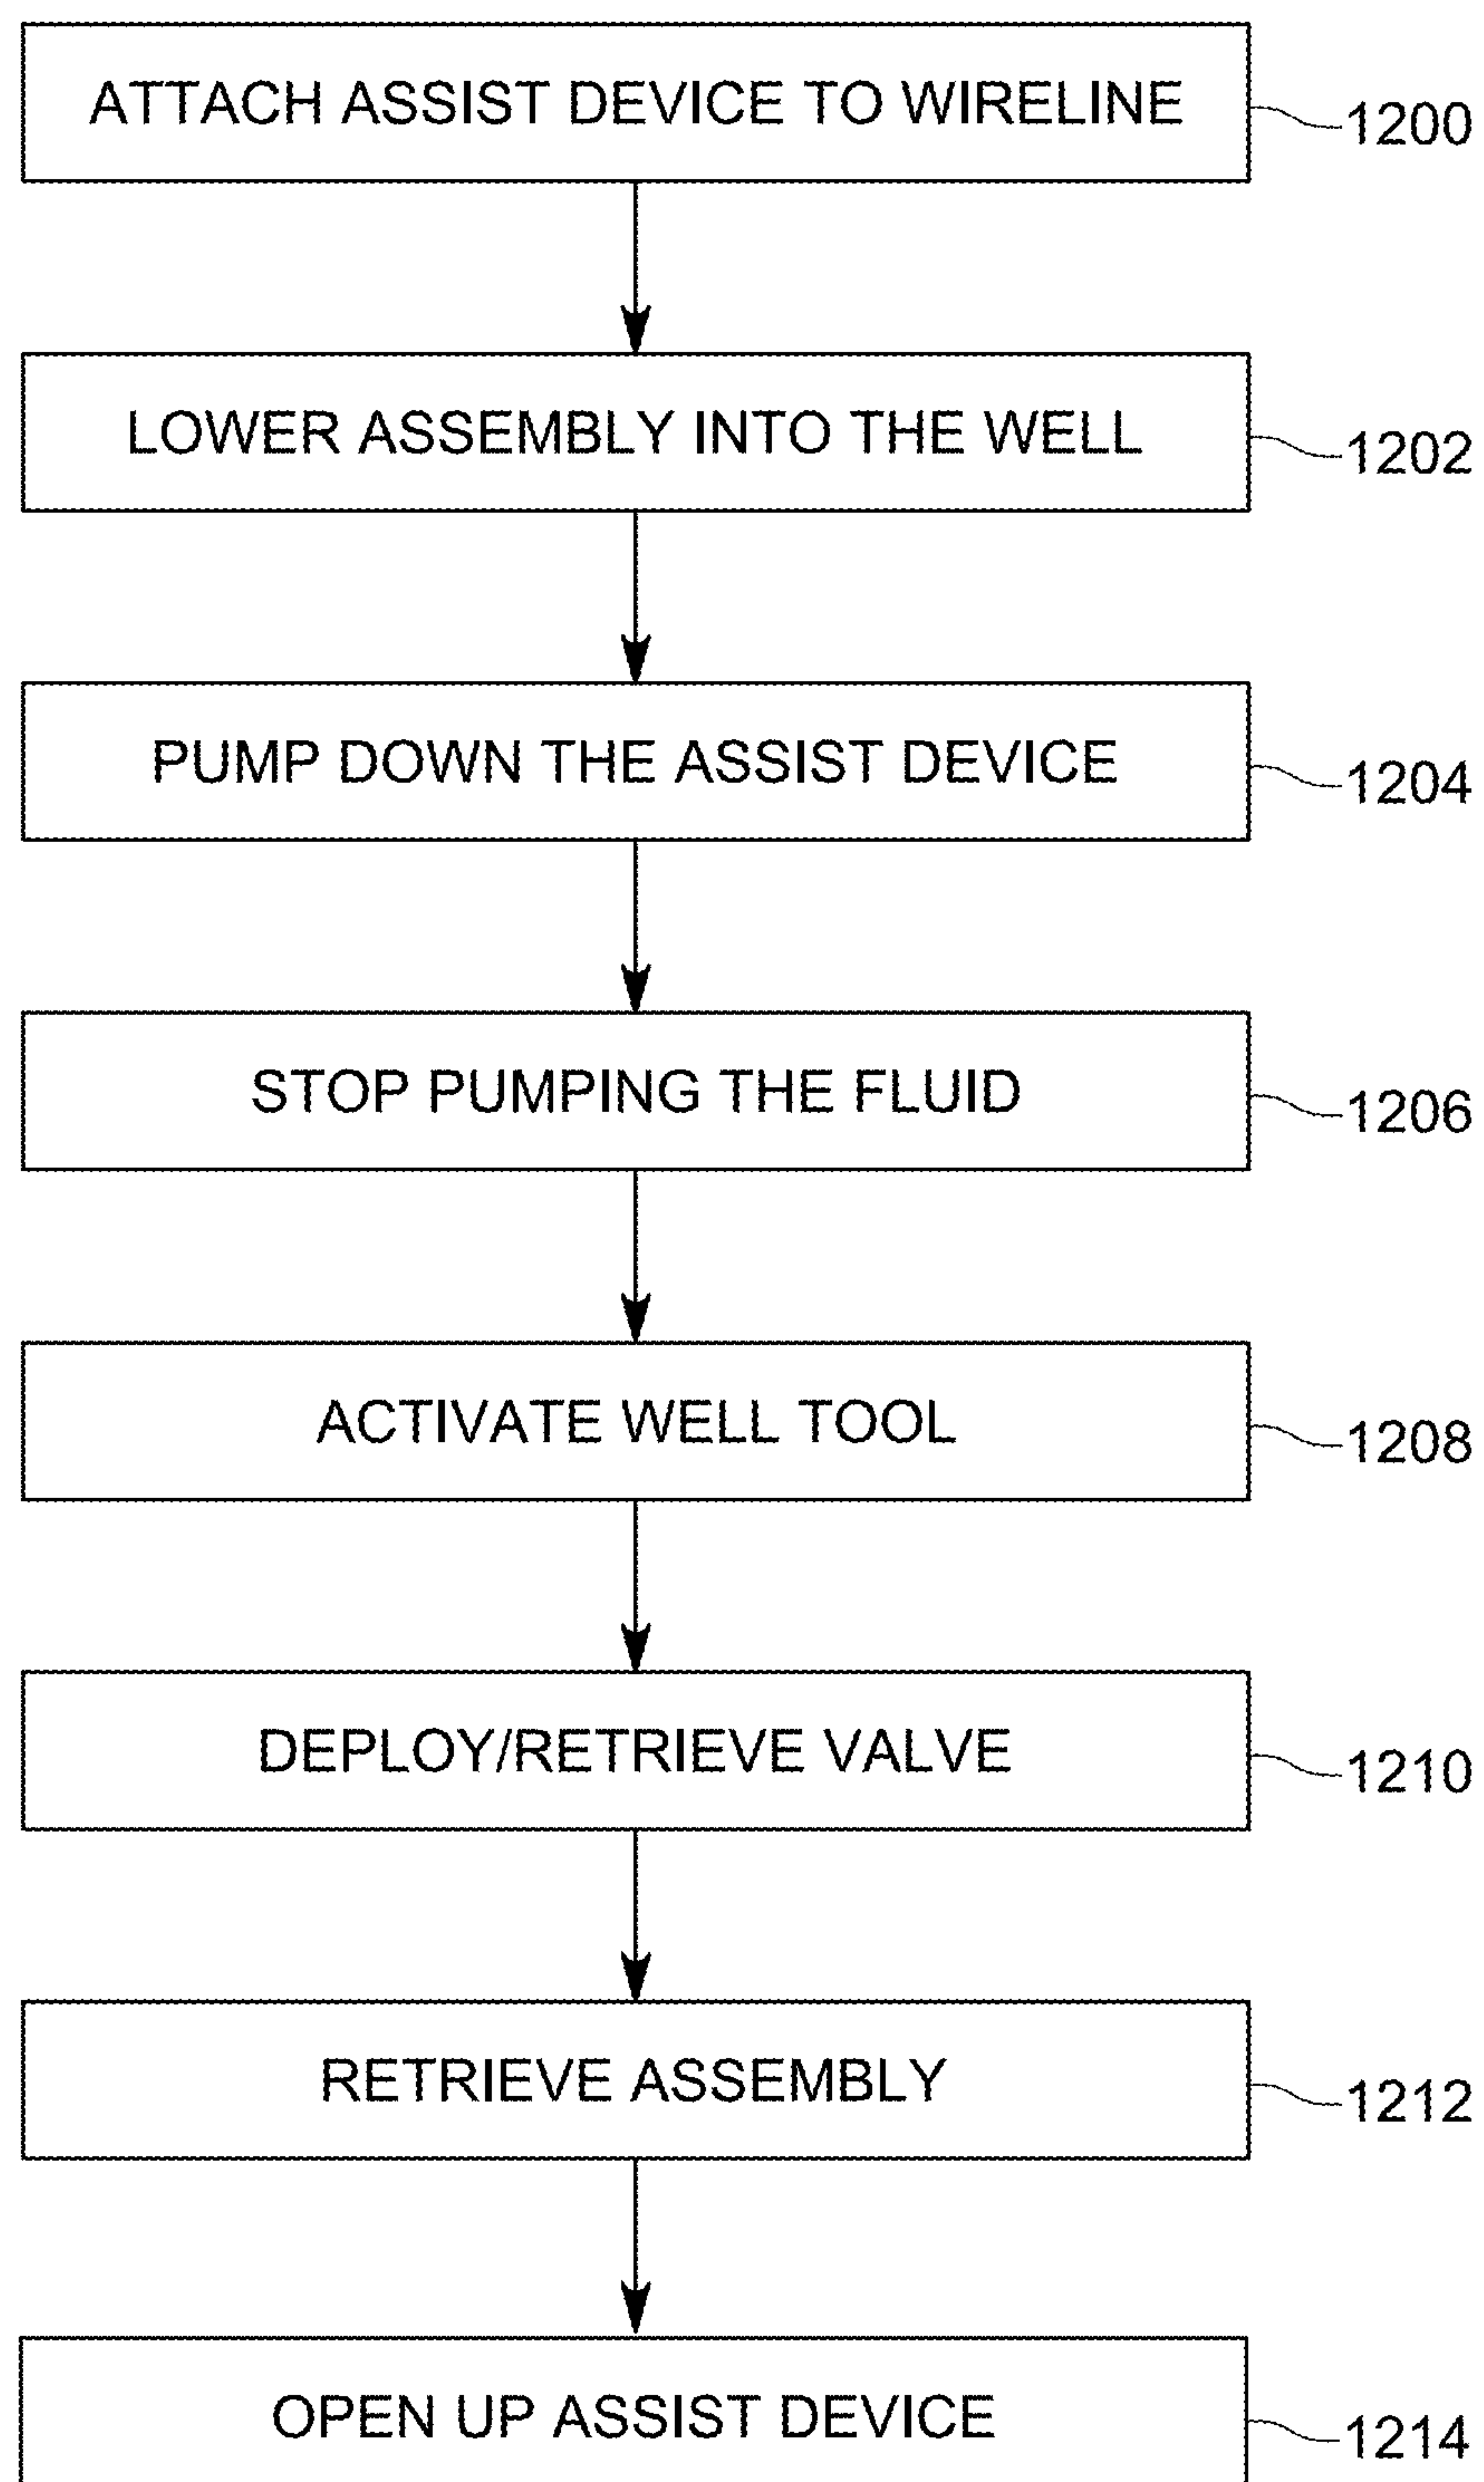 ATTACH ASSIST DEVICE TO WIRELINE 1200
LOWER ASSEMBLY INTO THE WELL 1202
PUMP DOWN THE ASSIST DEVICE 1204
STOP PUMPING THE FLUID 1206
ACTIVATE WELL TOOL 1208
DEPLOY/RETRIEVE VALVE 1210
RETRIEVE ASSEMBLY 1212
OPEN UP ASSIST DEVICE 1214